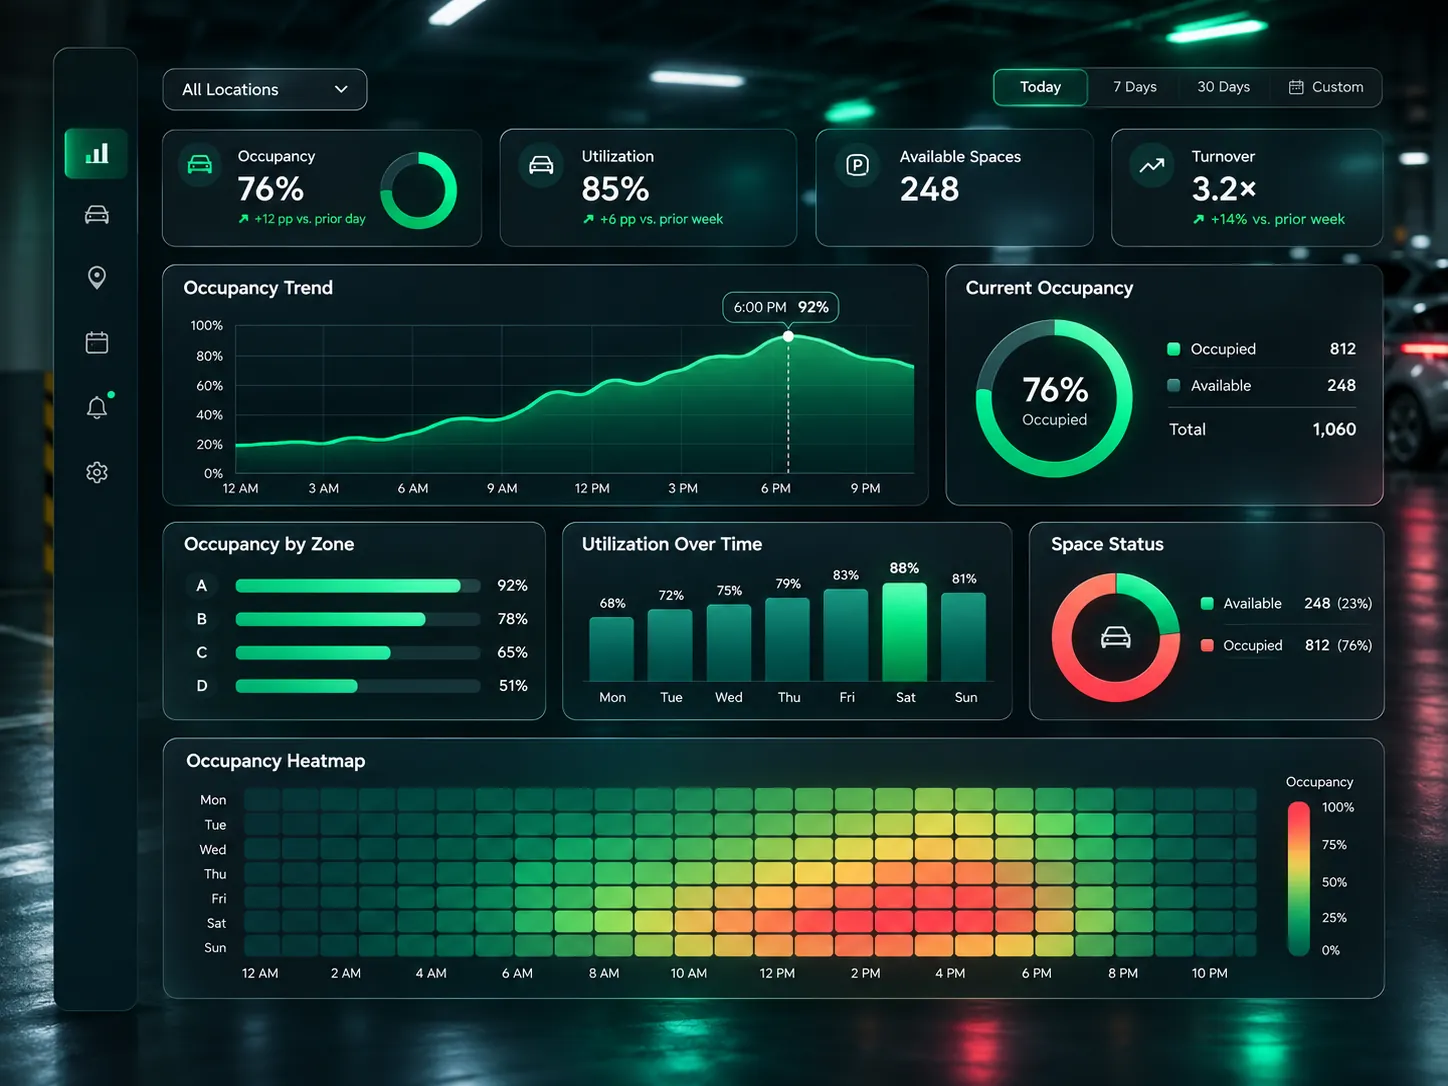 All Locations
Today 7 Days 30 Days Custom
Occupancy
76%
+12 pp vs. prior day
Utilization
85%
+6 pp vs. prior week
P
Available Spaces
248
Turnover
3.2×
+14% vs. prior week
Occupancy Trend
6:00 PM 92%
100%
80%
60%
40%
20%
0%
12 AM 3 AM 6 AM 9 AM 12 PM 3 PM 6 PM 9 PM
Current Occupancy
76%
Occupied
Occupied 812
Available 248
Total 1,060
Occupancy by Zone
A 92%
B 78%
C 65%
D 51%
Utilization Over Time
68% 72% 75% 79% 83% 88% 81%
Mon Tue Wed Thu Fri Sat Sun
Space Status
Available 248 (23%)
Occupied 812 (76%)
Occupancy Heatmap
Mon
Tue
Wed
Thu
Fri
Sat
Sun
12 AM 2 AM 4 AM 6 AM 8 AM 10 AM 12 PM 2 PM 4 PM 6 PM 8 PM 10 PM
Occupancy
100%
75%
50%
25%
0%